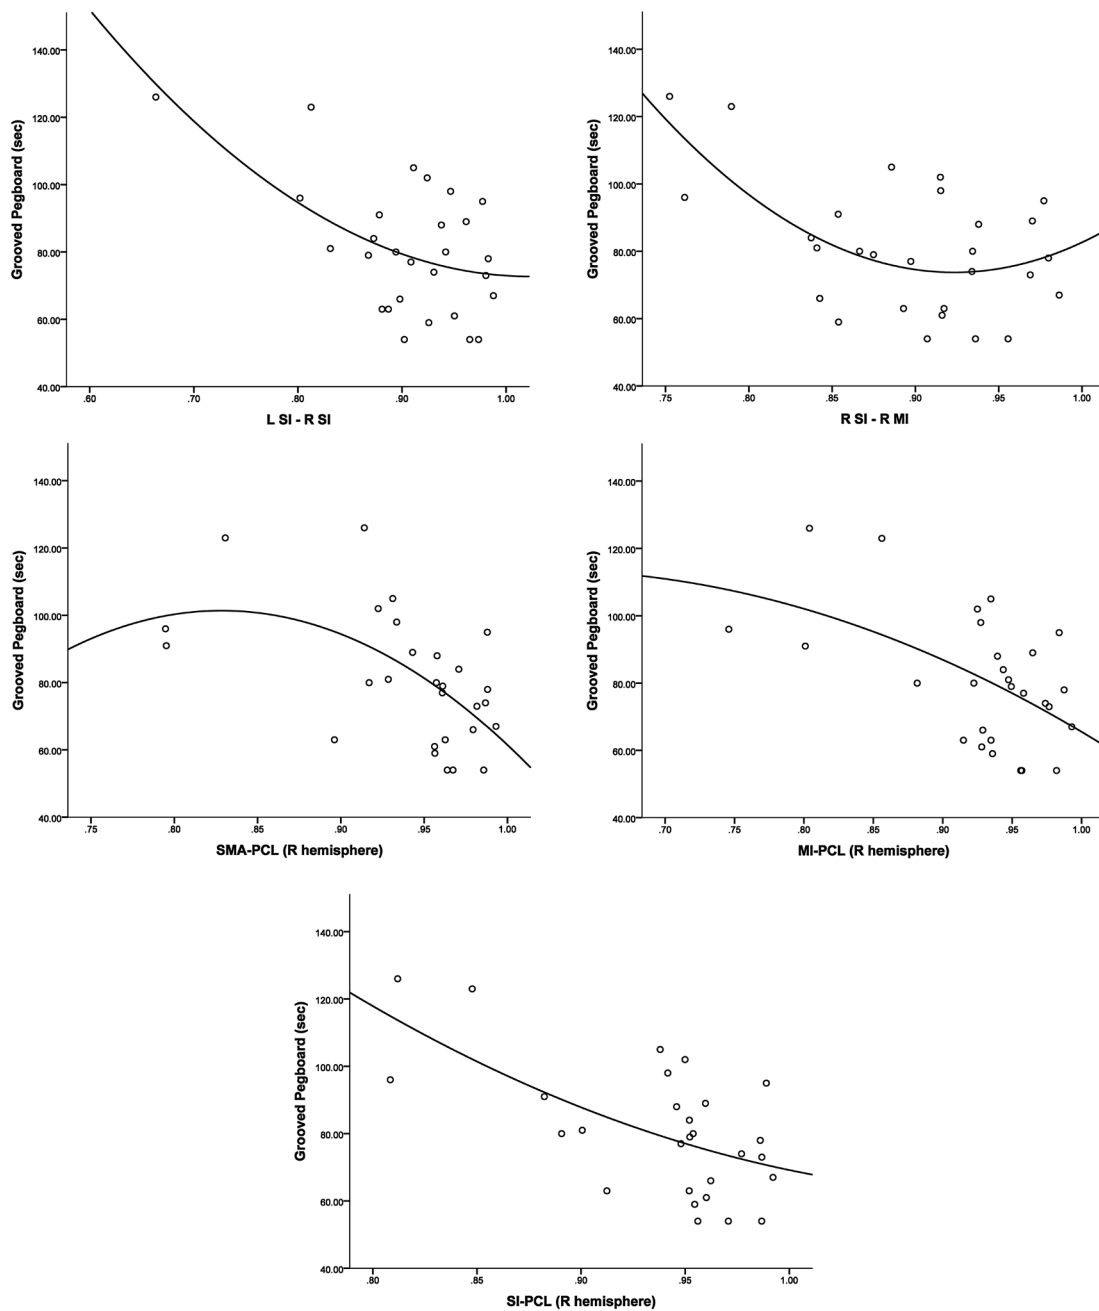 140.00
120.00
100.00
80.00
60.00
40.00
Grooved Pegboard (sec)
.60 .70 .80 .90 1.00
L SI - R SI
140.00
120.00
100.00
80.00
60.00
40.00
Grooved Pegboard (sec)
.75 .80 .85 .90 .95 1.00
R SI - R MI
140.00
120.00
100.00
80.00
60.00
40.00
Grooved Pegboard (sec)
.75 .80 .85 .90 .95 1.00
SMA-PCL (R hemisphere)
140.00
120.00
100.00
80.00
60.00
40.00
Grooved Pegboard (sec)
.70 .75 .80 .85 .90 .95 1.00
MI-PCL (R hemisphere)
140.00
120.00
100.00
80.00
60.00
40.00
Grooved Pegboard (sec)
.80 .85 .90 .95 1.00
SI-PCL (R hemisphere)